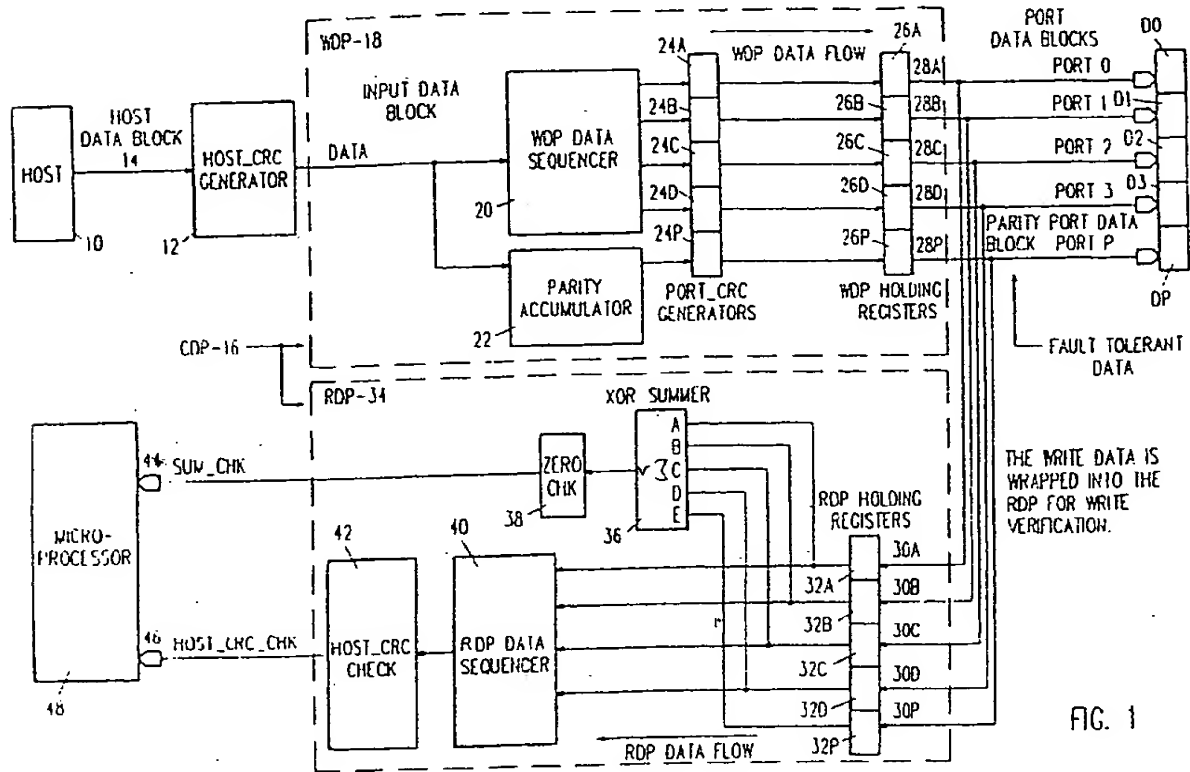 WDP-18
26A
PORT
DATA BLOCKS
D0
24A
WDP DATA FLOW
28A
PORT 0
INPUT DATA
BLOCK
24B
26B
28B
PORT 1
D1
HOST
DATA BLOCK
14
HOST
10
HOST_CRC
GENERATOR
12
DATA
WDP DATA
SEQUENCER
20
24C
26C
28C
PORT 2
D2
24D
26D
28D
PORT 3
D3
24P
26P
28P
PARITY PORT DATA
BLOCK PORT P
PARITY
ACCUMULATOR
22
PORT_CRC
GENERATORS
WDP HOLDING
REGISTERS
DP
CDP-16
FAULT TOLERANT
DATA
RDP-34
XOR SUMMER
A
B
C
D
E
Σ
36
ZERO
CHK
38
44
SUM_CHK
MICRO-
PROCESSOR
48
46
HOST_CRC_CHK
42
HOST_CRC
CHECK
40
RDP DATA
SEQUENCER
RDP HOLDING
REGISTERS
THE WRITE DATA IS
WRAPPED INTO THE
RDP FOR WRITE
VERIFICATION.
30A
32A
30B
32B
30C
32C
30D
32D
30P
32P
RDP DATA FLOW
FIG. 1